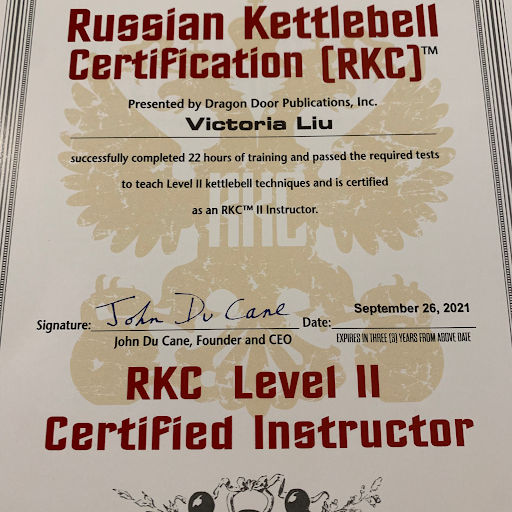 Russian Kettlebell
Certification (RKC)™
Presented by Dragon Door Publications, Inc.
Victoria Liu
successfully completed 22 hours of training and passed the required tests
to teach Level II kettlebell techniques and is certified
as an RKC™ II Instructor.
RKC
John Du Cane September 26, 2021
Signature: Date:
John Du Cane, Founder and CEO EXPIRES IN THREE (3) YEARS FROM ABOVE DATE
RKC Level II
Certified Instructor